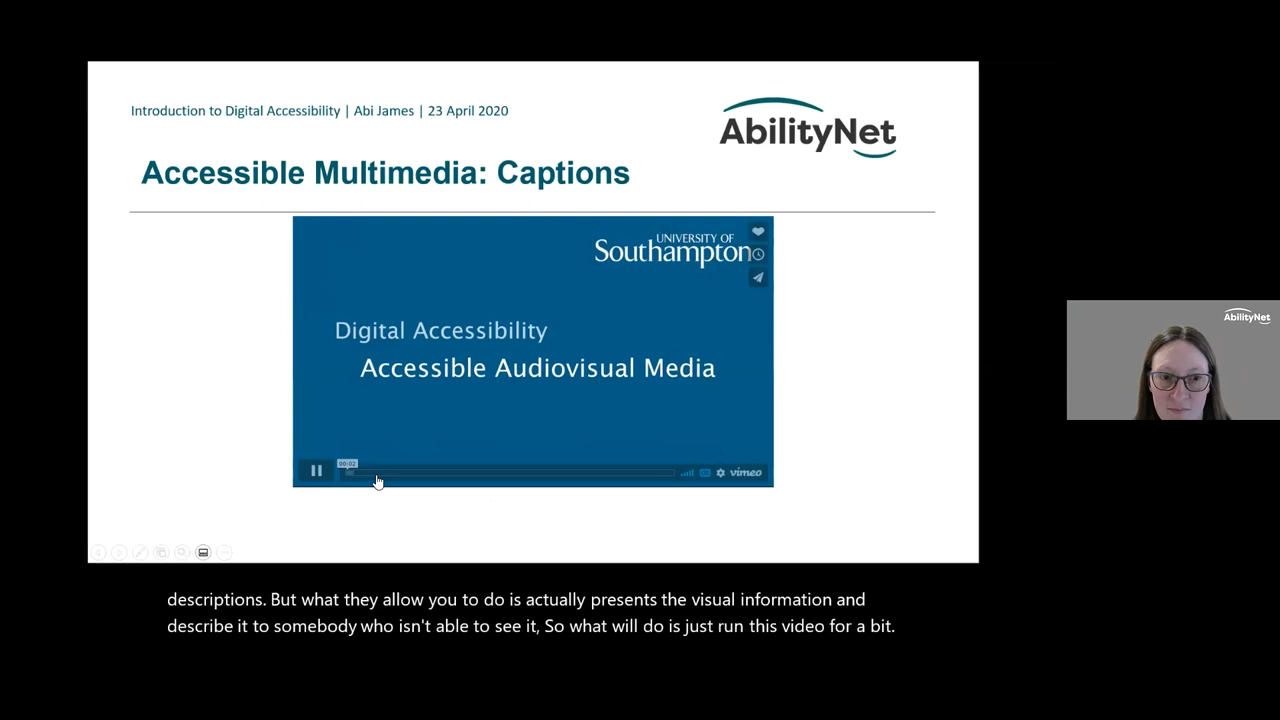 Introduction to Digital Accessibility | Abi James | 23 April 2020
AbilityNet
Accessible Multimedia: Captions
UNIVERSITY OF
Southampton
Digital Accessibility
Accessible Audiovisual Media
00:02
CC
vimeo
AbilityNet
descriptions. But what they allow you to do is actually presents the visual information and
describe it to somebody who isn't able to see it, So what will do is just run this video for a bit.